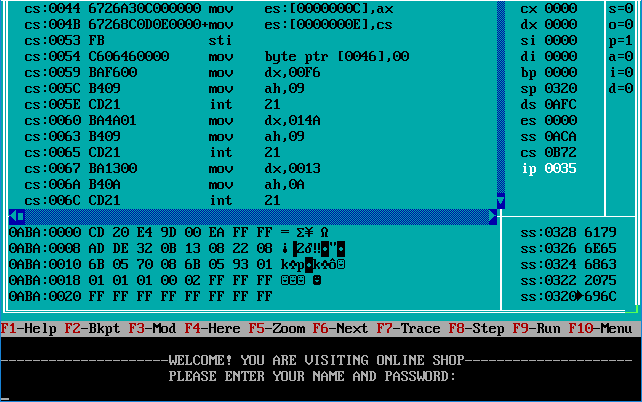 cs:0044 6726A30C000000 mov es:[0000000C],ax
cs:004B 67268C0D0E0000+mov es:[0000000E],cs
cs:0053 FB sti
cs:0054 C606460000 mov byte ptr [0046],00
cs:0059 BAF600 mov dx,00F6
cs:005C B409 mov ah,09
cs:005E CD21 int 21
cs:0060 BA4A01 mov dx,014A
cs:0063 B409 mov ah,09
cs:0065 CD21 int 21
cs:0067 BA1300 mov dx,0013
cs:006A B40A mov ah,0A
cs:006C CD21 int 21
cx 0000 s=0
dx 0000 o=0
si 0000 p=1
di 0000 a=0
bp 0000 i=0
sp 0320 d=0
ds 0AFC
es 0000
ss 0ACA
cs 0B72
ip 0035
0ABA:0000 CD 20 E4 9D 00 EA FF FF = Σ¥ Ω
0ABA:0008 AD DE 32 0B 13 08 22 08
0ABA:0010 6B 05 70 08 6B 05 93 01 k♣p◘k♣ô☺
0ABA:0018 01 01 01 00 02 FF FF FF ☺☺☺ ☻
0ABA:0020 FF FF FF FF FF FF FF FF
ss:0328 6179
ss:0326 6E65
ss:0324 6863
ss:0322 2075
ss:0320►696C
F1-Help F2-Bkpt F3-Mod F4-Here F5-Zoom F6-Next F7-Trace F8-Step F9-Run F10-Menu
---------------------WELCOME! YOU ARE VISITING ONLINE SHOP---------------------
PLEASE ENTER YOUR NAME AND PASSWORD: